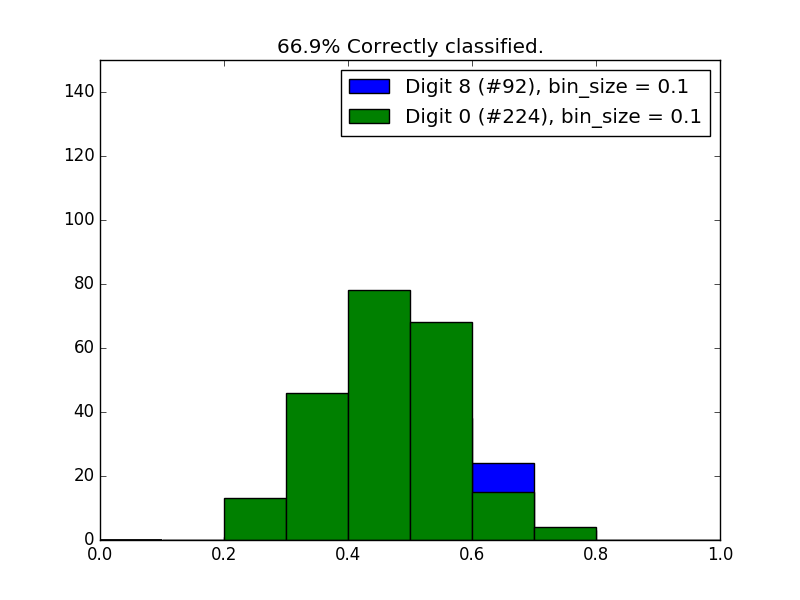 66.9% Correctly classified.
Digit 8 (#92), bin_size = 0.1
Digit 0 (#224), bin_size = 0.1
140
120
100
80
60
40
20
0
0.0 0.2 0.4 0.6 0.8 1.0